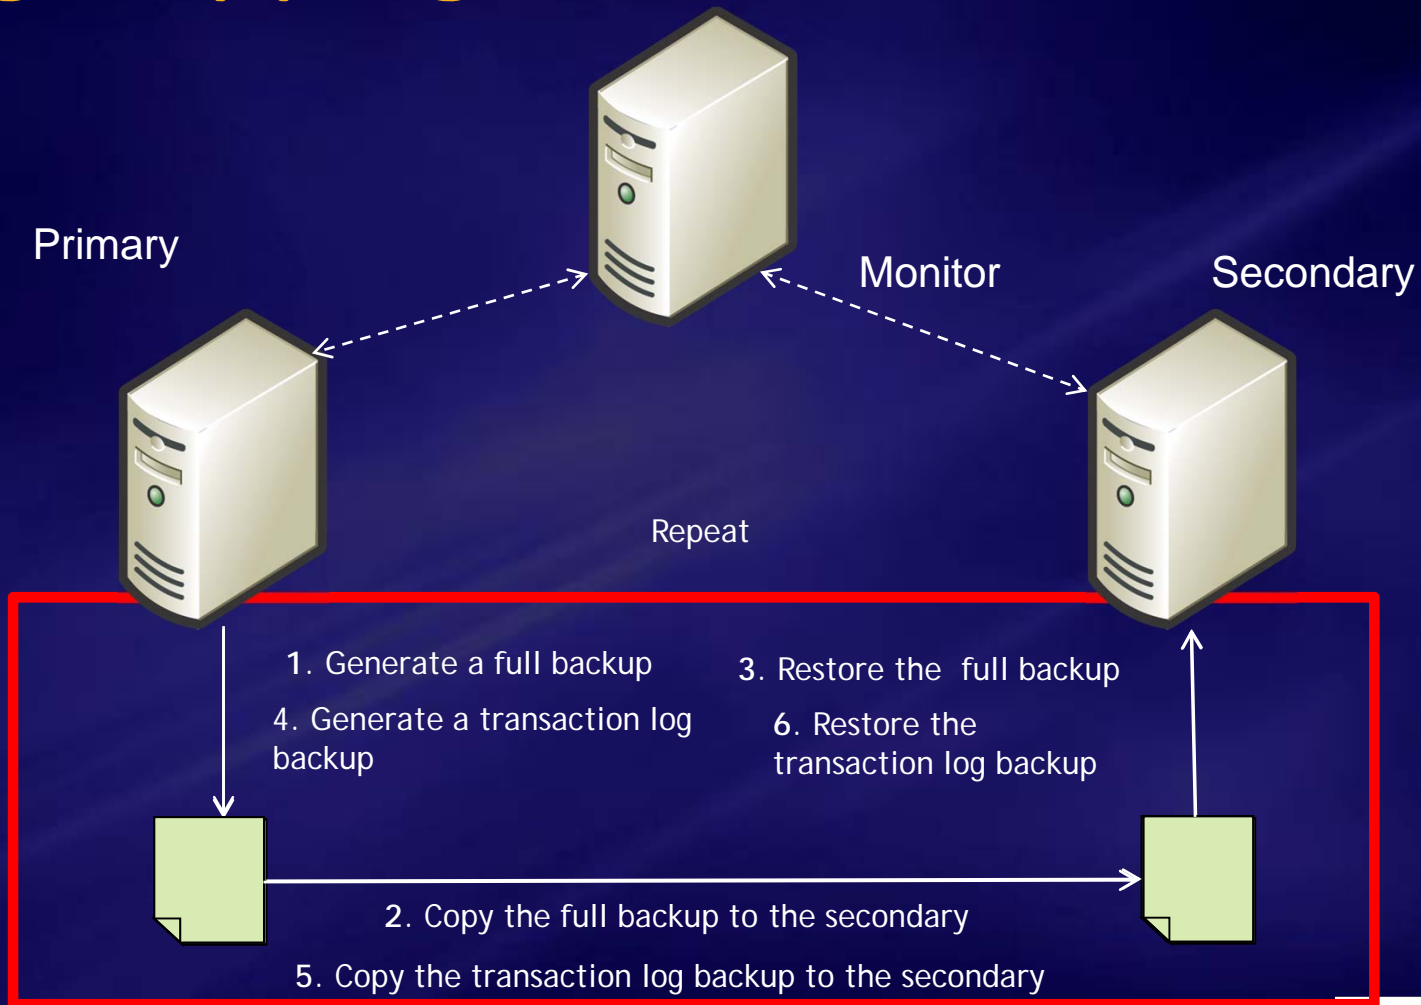 Primary
Monitor
Secondary
Repeat
1. Generate a full backup
3. Restore the full backup
4. Generate a transaction log
backup
6. Restore the
transaction log backup
2. Copy the full backup to the secondary
5. Copy the transaction log backup to the secondary